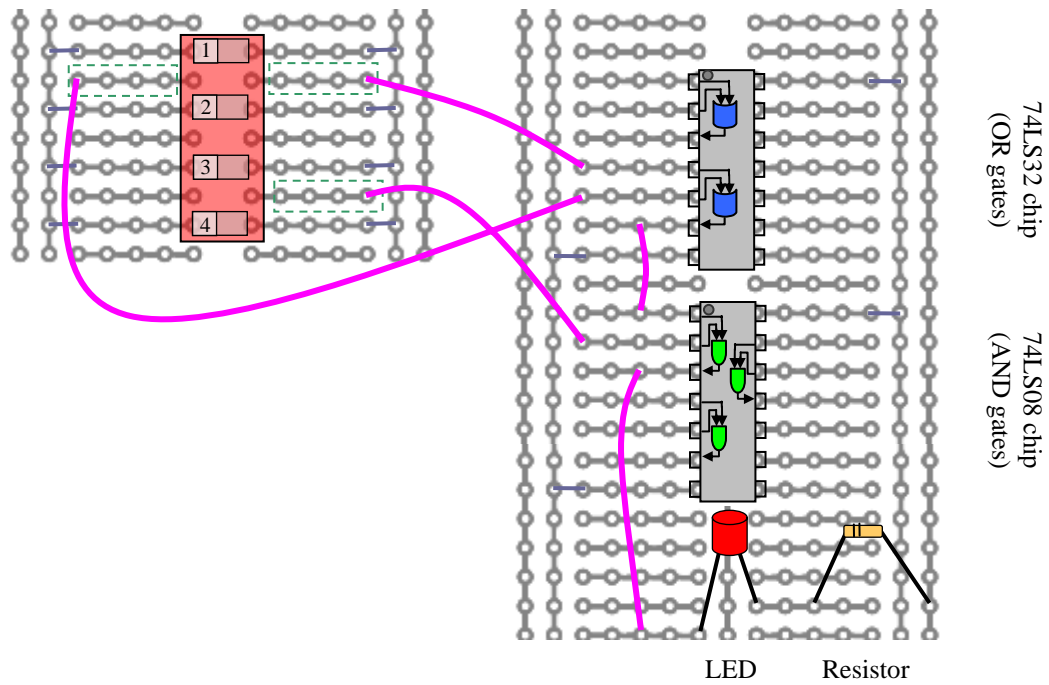 1
2
3
4
74LS32 chip
(OR gates)
74LS08 chip
(AND gates)
LED
Resistor